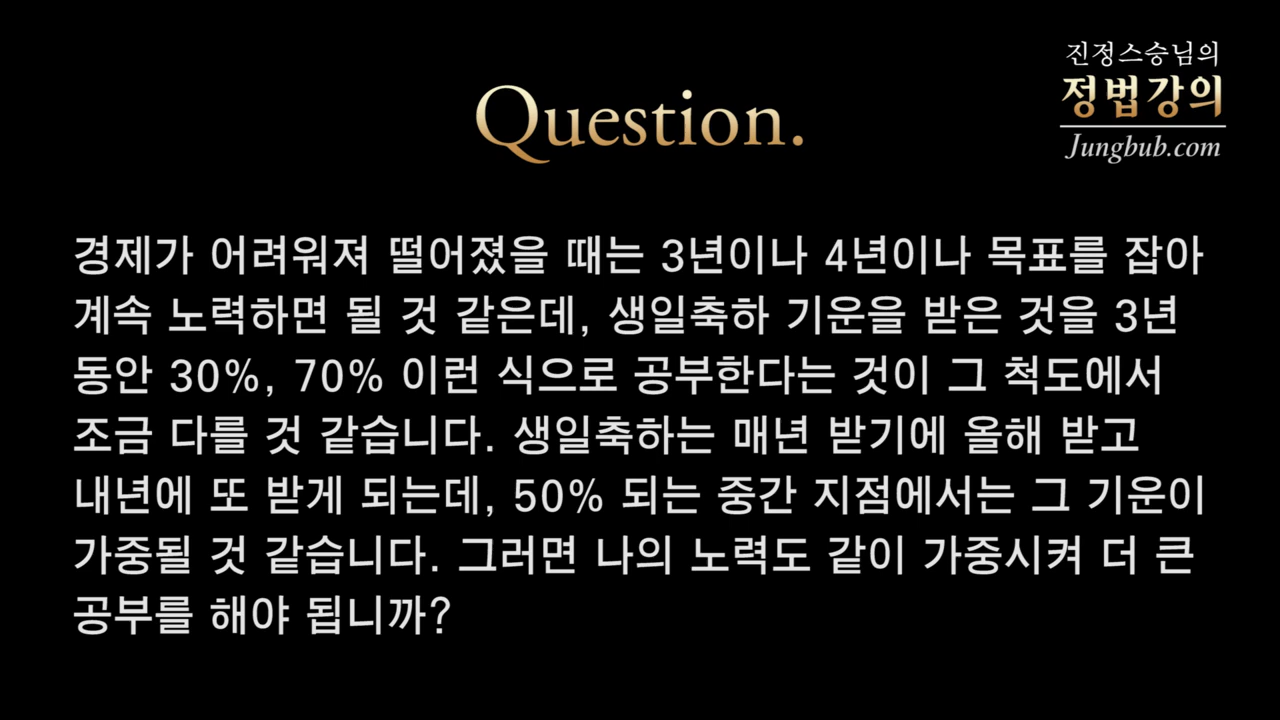 진정스승님의
정법강의
Jungbub.com
Question.
경제가 어려워져 떨어졌을 때는 3년이나 4년이나 목표를 잡아
계속 노력하면 될 것 같은데, 생일축하 기운을 받은 것을 3년
동안 30%, 70% 이런 식으로 공부한다는 것이 그 척도에서
조금 다를 것 같습니다. 생일축하는 매년 받기에 올해 받고
내년에 또 받게 되는데, 50% 되는 중간 지점에서는 그 기운이
가중될 것 같습니다. 그러면 나의 노력도 같이 가중시켜 더 큰
공부를 해야 됩니까?